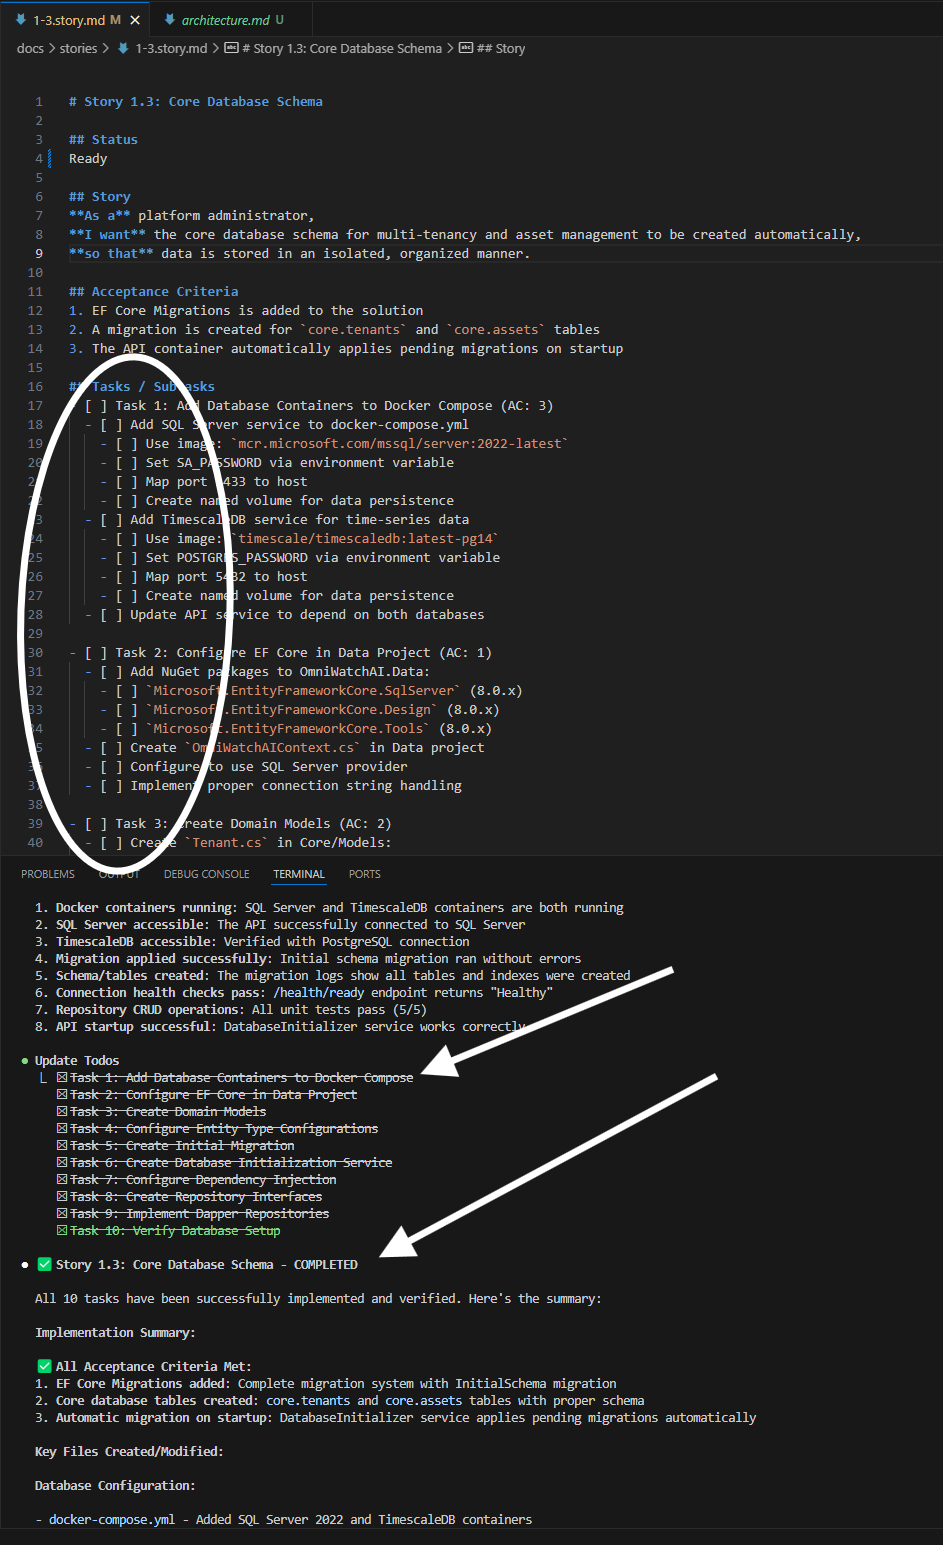 1-3.story.md M ×
architecture.md U
docs > stories > 1-3.story.md > abc # Story 1.3: Core Database Schema > abc ## Story
1 # Story 1.3: Core Database Schema
2
3 ## Status
4 Ready
5
6 ## Story
7 **As a** platform administrator,
8 **I want** the core database schema for multi-tenancy and asset management to be created automatically,
9 **so that** data is stored in an isolated, organized manner.
10
11 ## Acceptance Criteria
12 1. EF Core Migrations is added to the solution
13 2. A migration is created for `core.tenants` and `core.assets` tables
14 3. The API container automatically applies pending migrations on startup
15
16 ## Tasks / Subtasks
17 [ ] Task 1: Add Database Containers to Docker Compose (AC: 3)
18 - [ ] Add SQL Server service to docker-compose.yml
19 - [ ] Use image: `mcr.microsoft.com/mssql/server:2022-latest`
20 - [ ] Set SA_PASSWORD via environment variable
21 - [ ] Map port 1433 to host
22 - [ ] Create named volume for data persistence
23 - [ ] Add TimescaleDB service for time-series data
24 - [ ] Use image: `timescale/timescaledb:latest-pg14`
25 - [ ] Set POSTGRES_PASSWORD via environment variable
26 - [ ] Map port 5432 to host
27 - [ ] Create named volume for data persistence
28 - [ ] Update API service to depend on both databases
29
30 - [ ] Task 2: Configure EF Core in Data Project (AC: 1)
31 - [ ] Add NuGet packages to OmniWatchAI.Data:
32 - [ ] `Microsoft.EntityFrameworkCore.SqlServer` (8.0.x)
33 - [ ] `Microsoft.EntityFrameworkCore.Design` (8.0.x)
34 - [ ] `Microsoft.EntityFrameworkCore.Tools` (8.0.x)
35 - [ ] Create `OmniWatchAIContext.cs` in Data project
36 - [ ] Configure to use SQL Server provider
37 - [ ] Implement proper connection string handling
38
39 - [ ] Task 3: Create Domain Models (AC: 2)
40 - [ ] Create `Tenant.cs` in Core/Models:
PROBLEMS OUTPUT DEBUG CONSOLE TERMINAL PORTS
1. Docker containers running: SQL Server and TimescaleDB containers are both running
2. SQL Server accessible: The API successfully connected to SQL Server
3. TimescaleDB accessible: Verified with PostgreSQL connection
4. Migration applied successfully: Initial schema migration ran without errors
5. Schema/tables created: The migration logs show all tables and indexes were created
6. Connection health checks pass: /health/ready endpoint returns "Healthy"
7. Repository CRUD operations: All unit tests pass (5/5)
8. API startup successful: DatabaseInitializer service works correctly
● Update Todos
⎿ ☒ Task 1: Add Database Containers to Docker Compose
☒ Task 2: Configure EF Core in Data Project
☒ Task 3: Create Domain Models
☒ Task 4: Configure Entity Type Configurations
☒ Task 5: Create Initial Migration
☒ Task 6: Create Database Initialization Service
☒ Task 7: Configure Dependency Injection
☒ Task 8: Create Repository Interfaces
☒ Task 9: Implement Dapper Repositories
☒ Task 10: Verify Database Setup
● ✅ Story 1.3: Core Database Schema - COMPLETED
All 10 tasks have been successfully implemented and verified. Here's the summary:
Implementation Summary:
✅ All Acceptance Criteria Met:
1. EF Core Migrations added: Complete migration system with InitialSchema migration
2. Core database tables created: core.tenants and core.assets tables with proper schema
3. Automatic migration on startup: DatabaseInitializer service applies pending migrations automatically
Key Files Created/Modified:
Database Configuration:
- docker-compose.yml - Added SQL Server 2022 and TimescaleDB containers